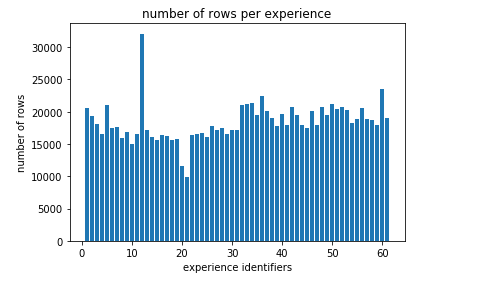 number of rows per experience
number of rows
30000
25000
20000
15000
10000
5000
0
0 10 20 30 40 50 60
experience identifiers